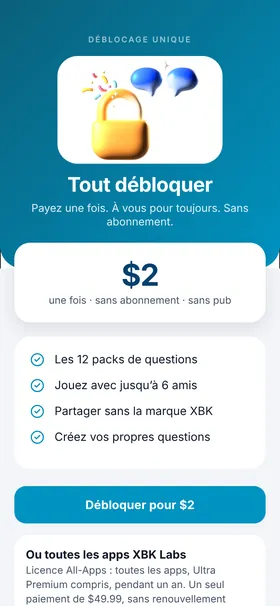 DÉBLOCAGE UNIQUE
Tout débloquer
Payez une fois. À vous pour toujours. Sans
abonnement.
$2
une fois · sans abonnement · sans pub
Les 12 packs de questions
Jouez avec jusqu'à 6 amis
Partager sans la marque XBK
Créez vos propres questions
Débloquer pour $2
Ou toutes les apps XBK Labs
Licence All-Apps : toutes les apps, Ultra
Premium compris, pendant un an. Un seul
paiement de $49.99, sans renouvellement